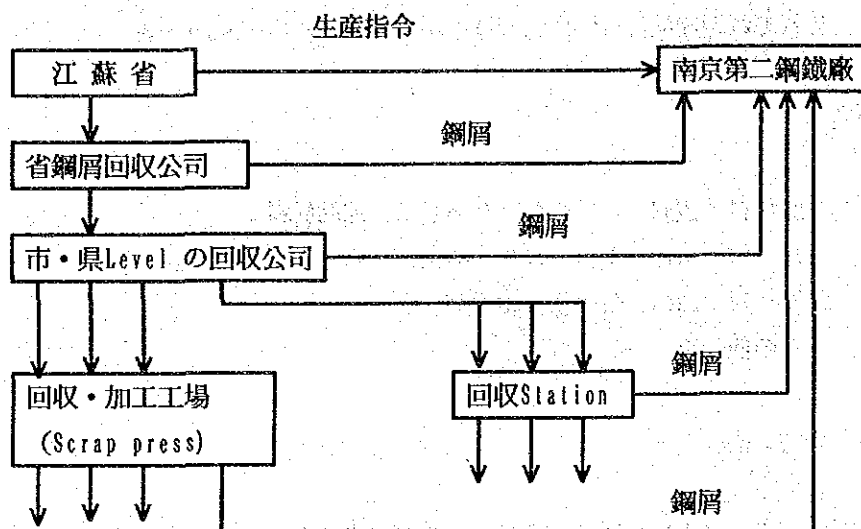 生産指令
江蘇省
南京第二鋼鐵廠
鋼屑
省鋼屑回収公司
鋼屑
市・県Level の回収公司
鋼屑
回収・加工工場
(Scrap press)
回収Station
鋼屑